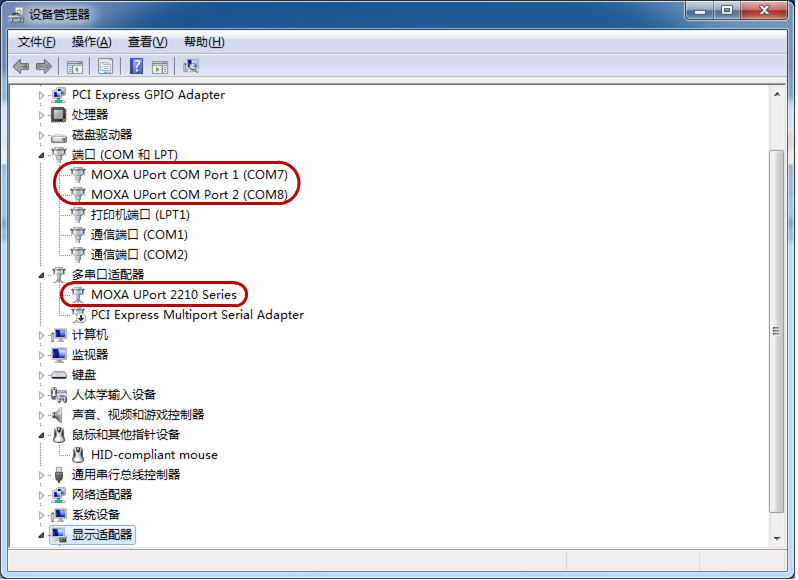 设备管理器
文件(F) 操作(A) 查看(V) 帮助(H)
PCI Express GPIO Adapter
处理器
磁盘驱动器
端口 (COM 和 LPT)
MOXA UPort COM Port 1 (COM7)
MOXA UPort COM Port 2 (COM8)
打印机端口 (LPT1)
通信端口 (COM1)
通信端口 (COM2)
多串口适配器
MOXA UPort 2210 Series
PCI Express Multiport Serial Adapter
计算机
监视器
键盘
人体学输入设备
声音、视频和游戏控制器
鼠标和其他指针设备
HID-compliant mouse
通用串行总线控制器
网络适配器
系统设备
显示适配器